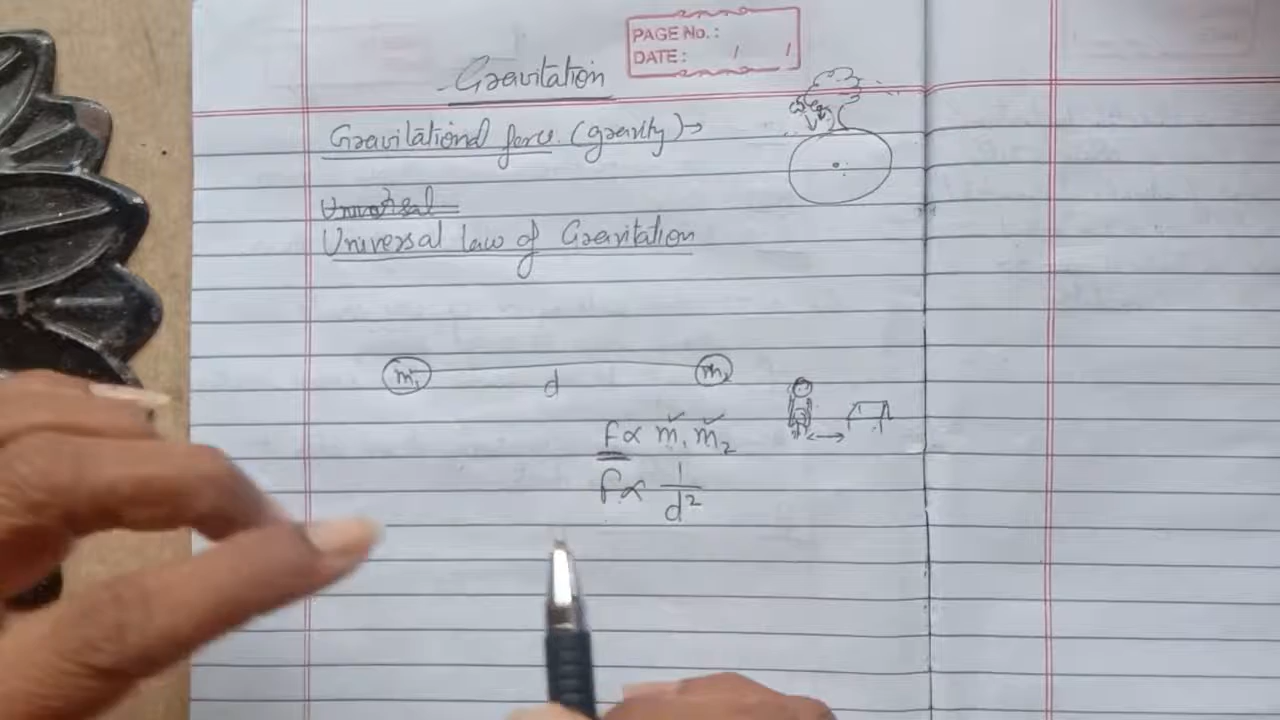 PAGE No.:
DATE: / /
Gravitation
Gravitational force (gravity)→
Universal
Universal law of Gravitation
m₁ d m₂
F∝ m₁ m₂
F∝ 1/d²